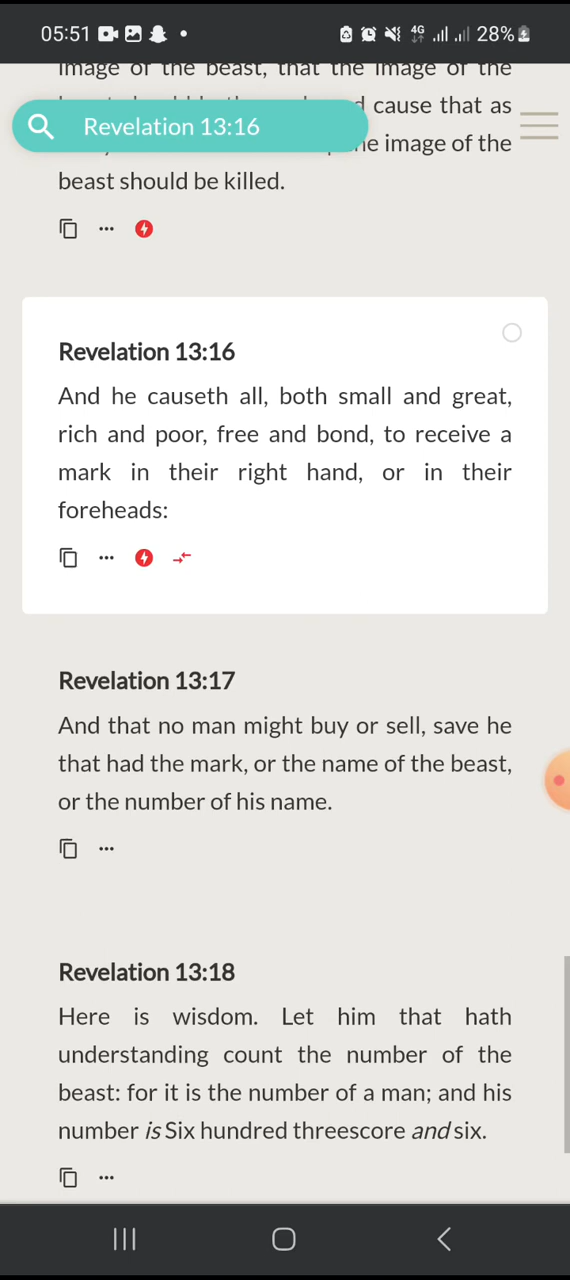 05:51
4G
28%
image of the beast, that the image of the
Revelation 13:16
cause that as
image of the
beast should be killed.
Revelation 13:16
And he causeth all, both small and great,
rich and poor, free and bond, to receive a
mark in their right hand, or in their
foreheads:
Revelation 13:17
And that no man might buy or sell, save he
that had the mark, or the name of the beast,
or the number of his name.
Revelation 13:18
Here is wisdom. Let him that hath
understanding count the number of the
beast: for it is the number of a man; and his
number is Six hundred threescore and six.